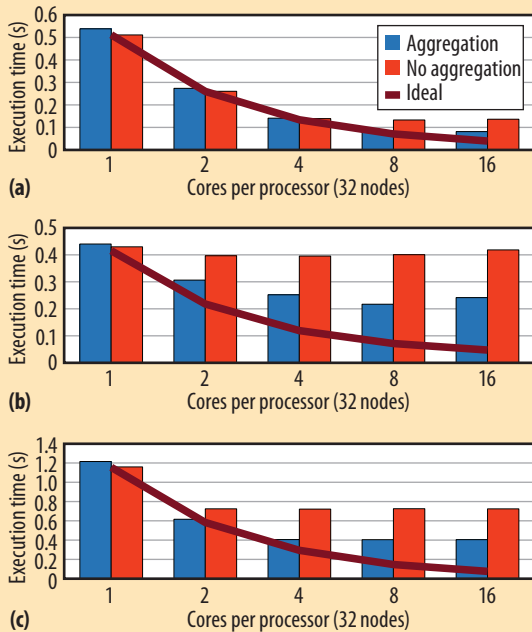 Execution time (s)
0.6
0.5
0.4
0.3
0.2
0.1
0
Aggregation
No aggregation
Ideal
1 2 4 8 16
(a) Cores per processor (32 nodes)
Execution time (s)
0.5
0.4
0.3
0.2
0.1
0
1 2 4 8 16
(b) Cores per processor (32 nodes)
Execution time (s)
1.4
1.2
1.0
0.8
0.6
0.4
0.2
0
1 2 4 8 16
(c) Cores per processor (32 nodes)